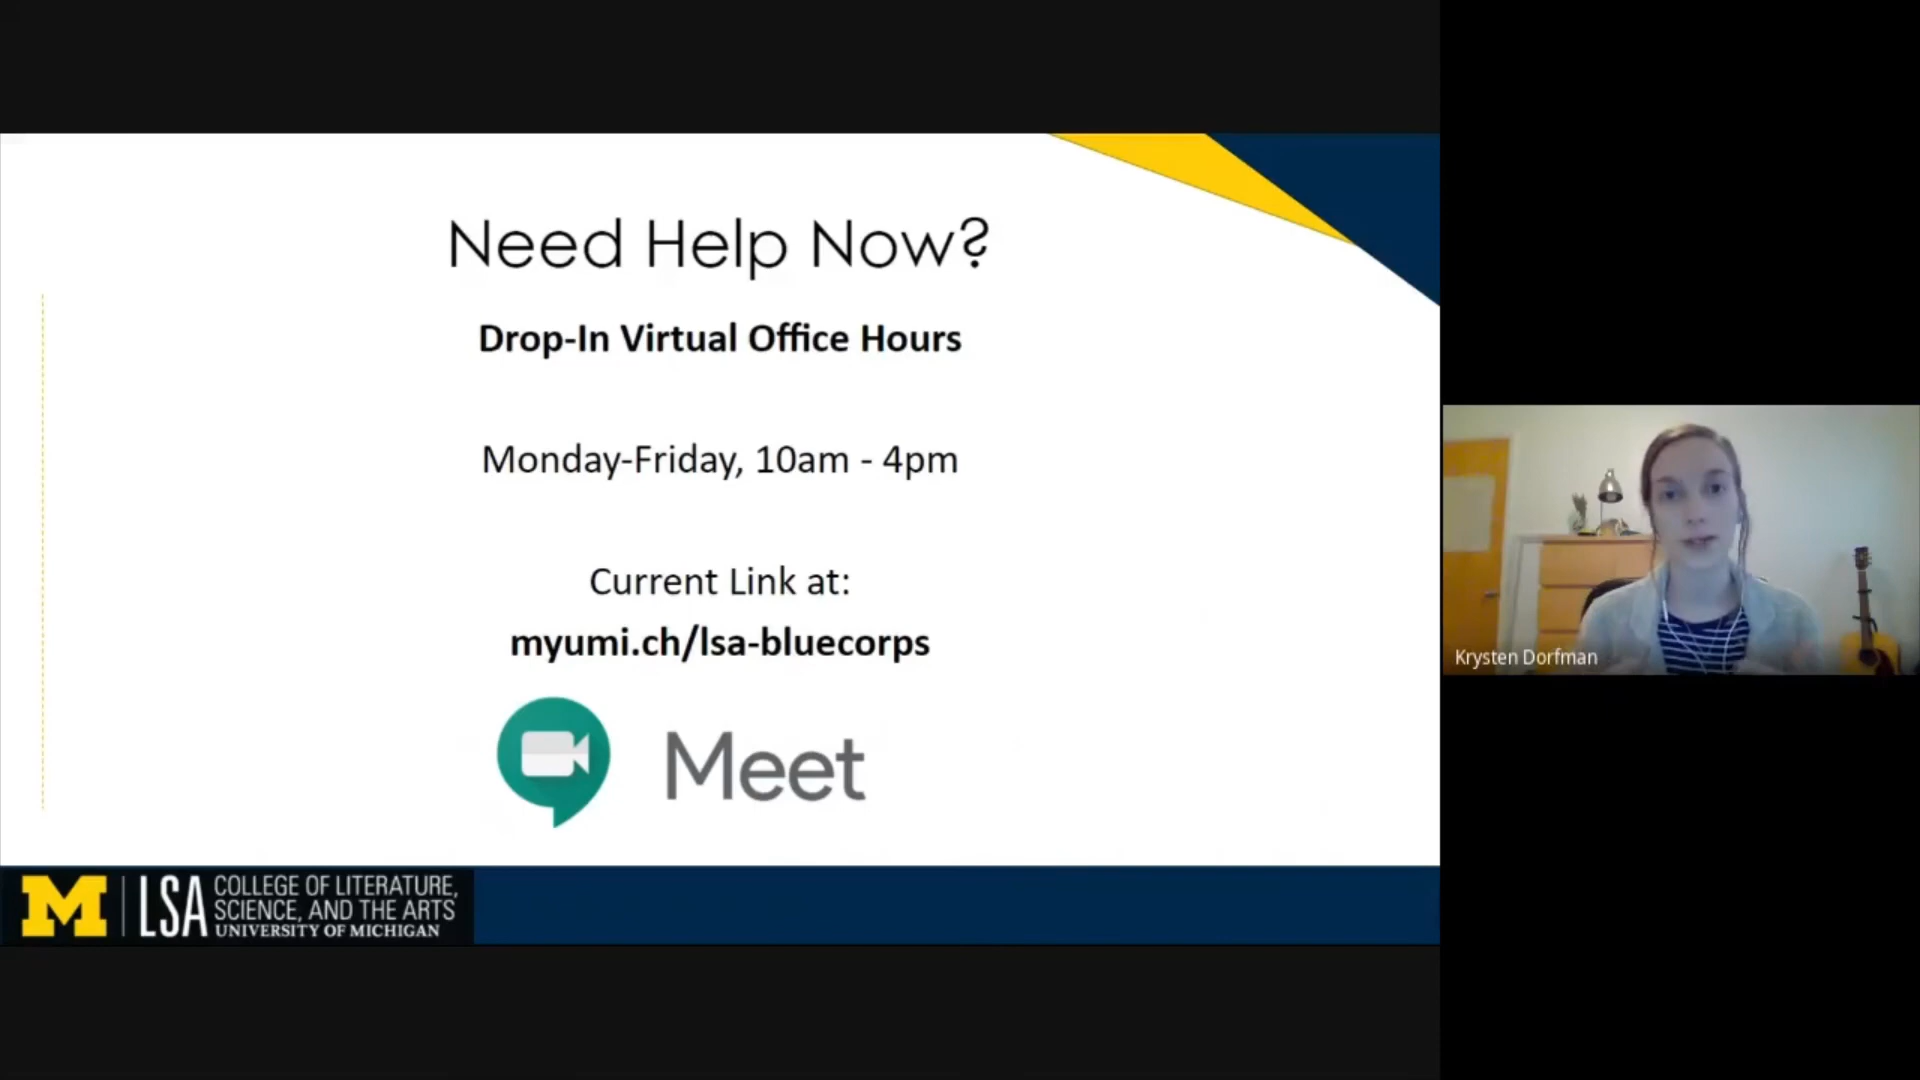 Need Help Now?
Drop-In Virtual Office Hours
Monday-Friday, 10am - 4pm
Current Link at:
myumi.ch/lsa-bluecorps
Meet
M LSA COLLEGE OF LITERATURE,
SCIENCE, AND THE ARTS
UNIVERSITY OF MICHIGAN
Krysten Dorfman